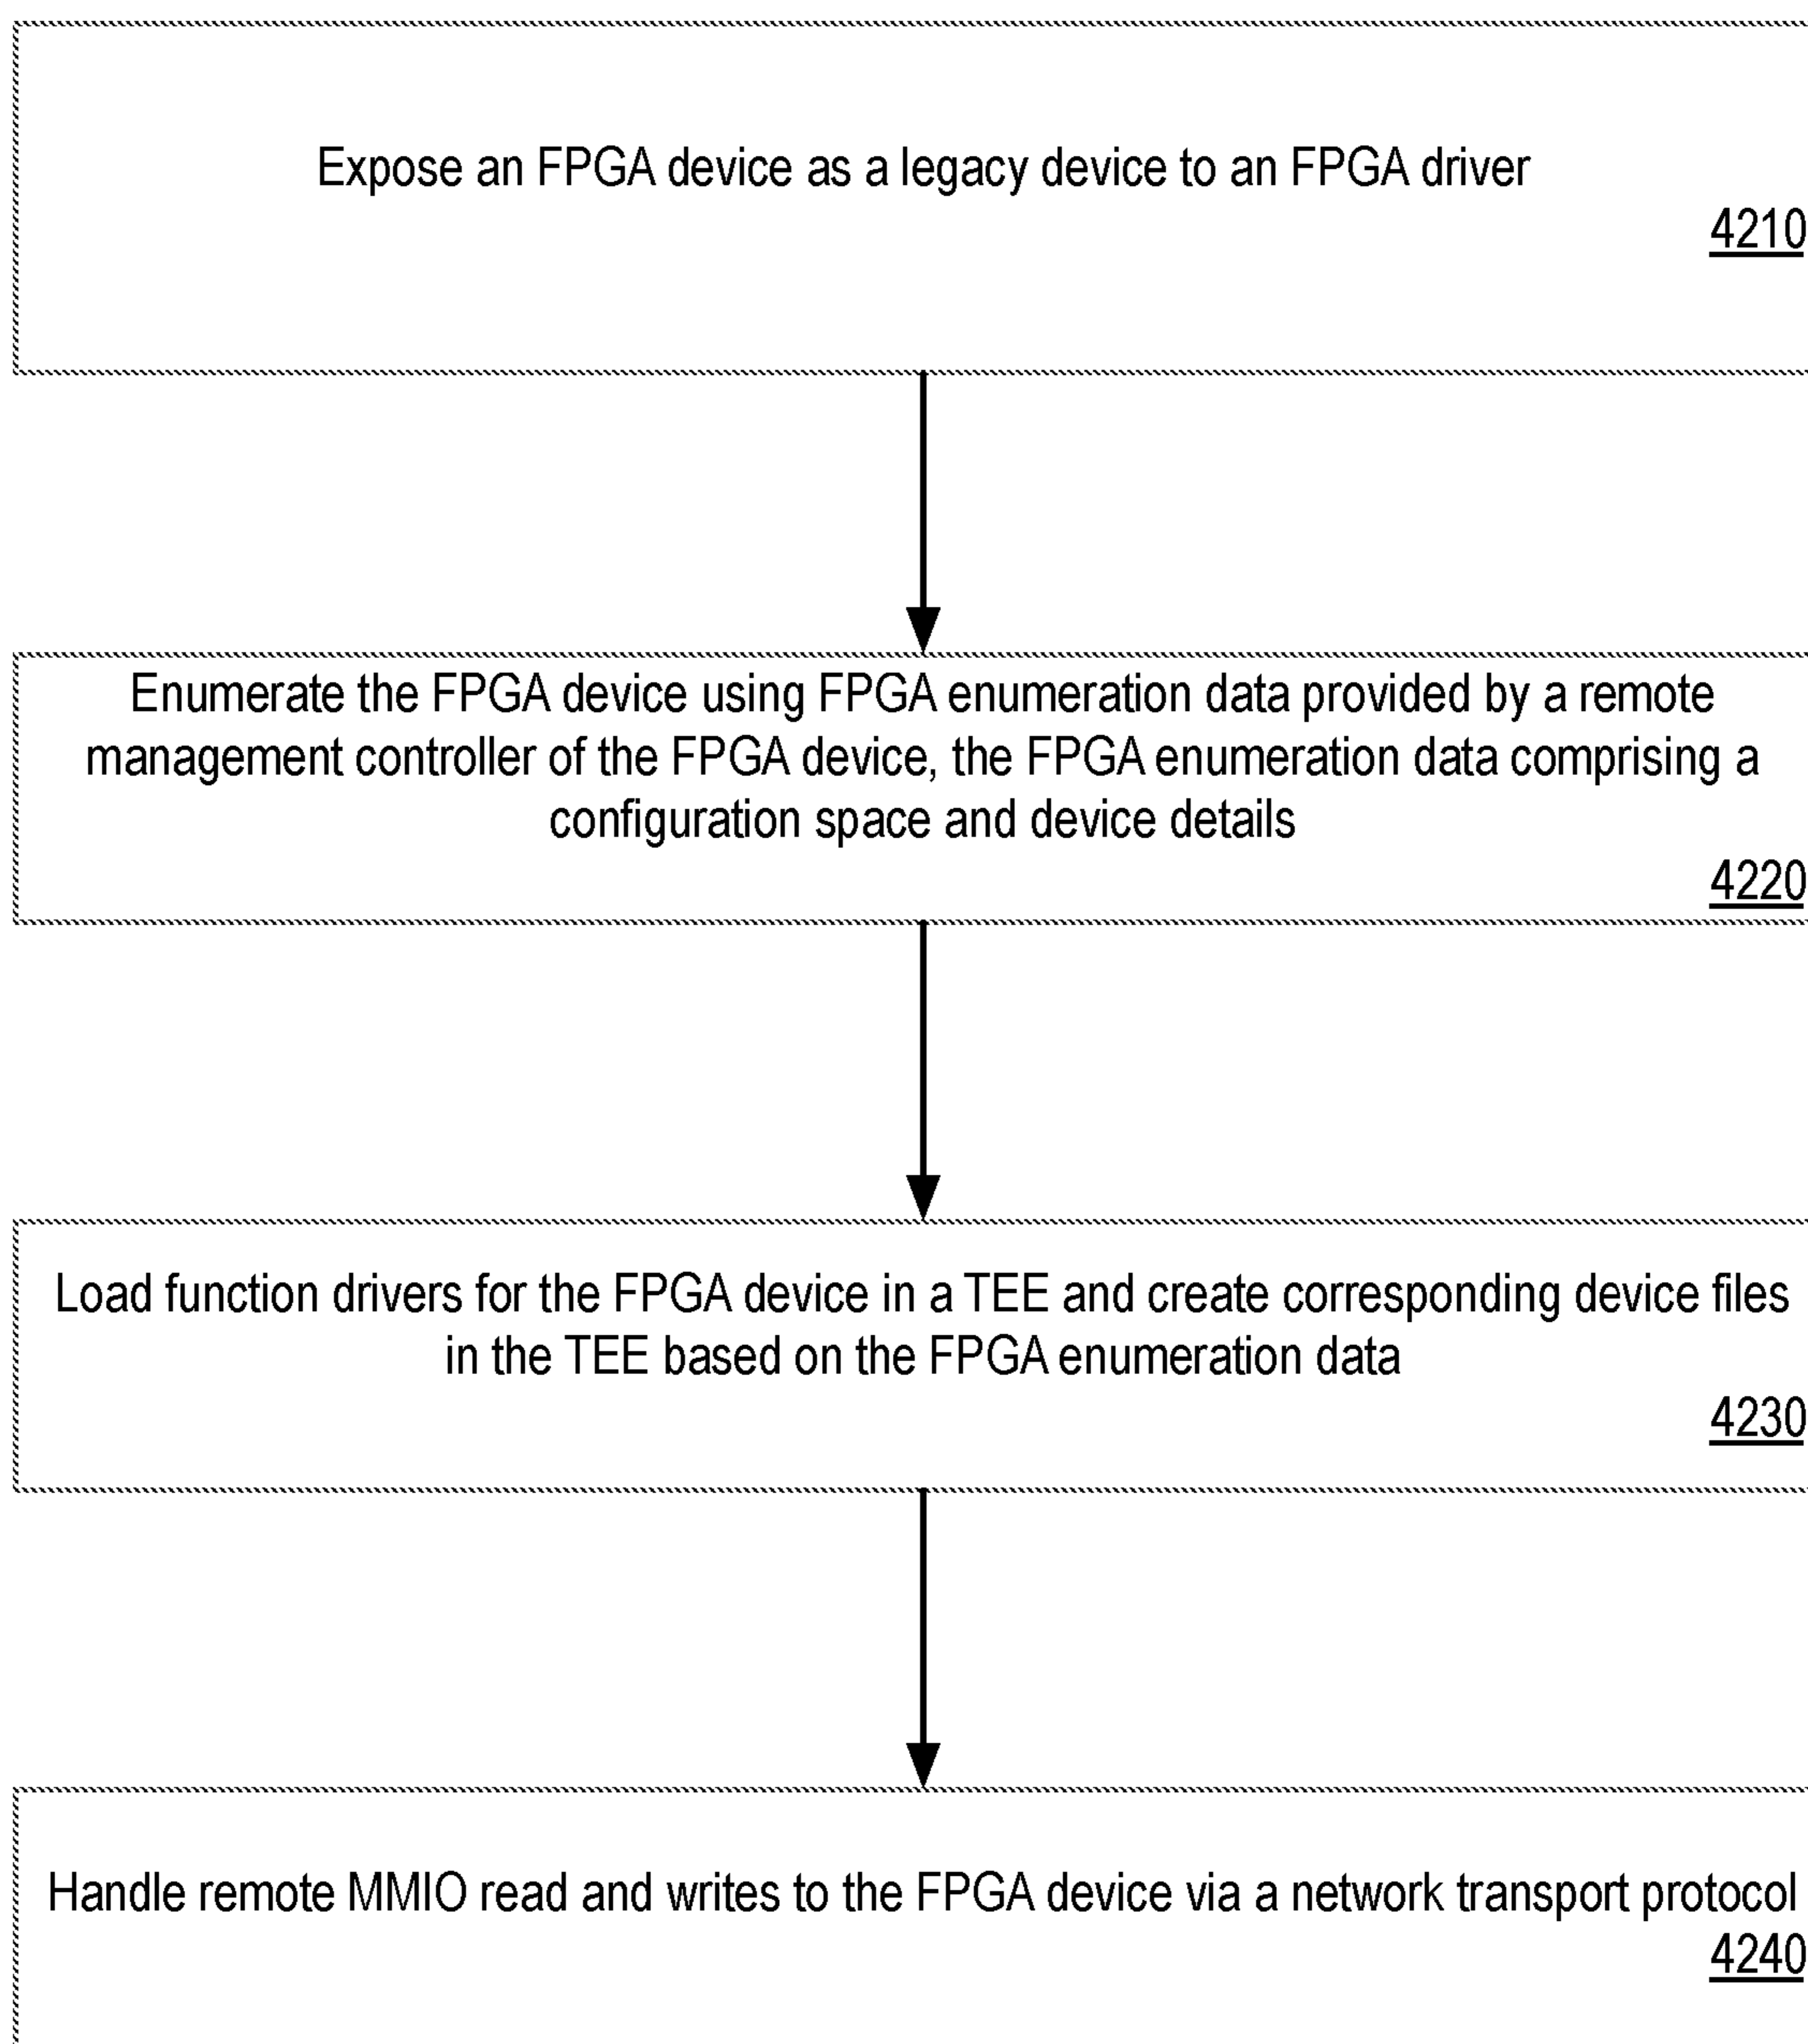 Expose an FPGA device as a legacy device to an FPGA driver
4210
Enumerate the FPGA device using FPGA enumeration data provided by a remote
management controller of the FPGA device, the FPGA enumeration data comprising a
configuration space and device details
4220
Load function drivers for the FPGA device in a TEE and create corresponding device files
in the TEE based on the FPGA enumeration data
4230
Handle remote MMIO read and writes to the FPGA device via a network transport protocol
4240